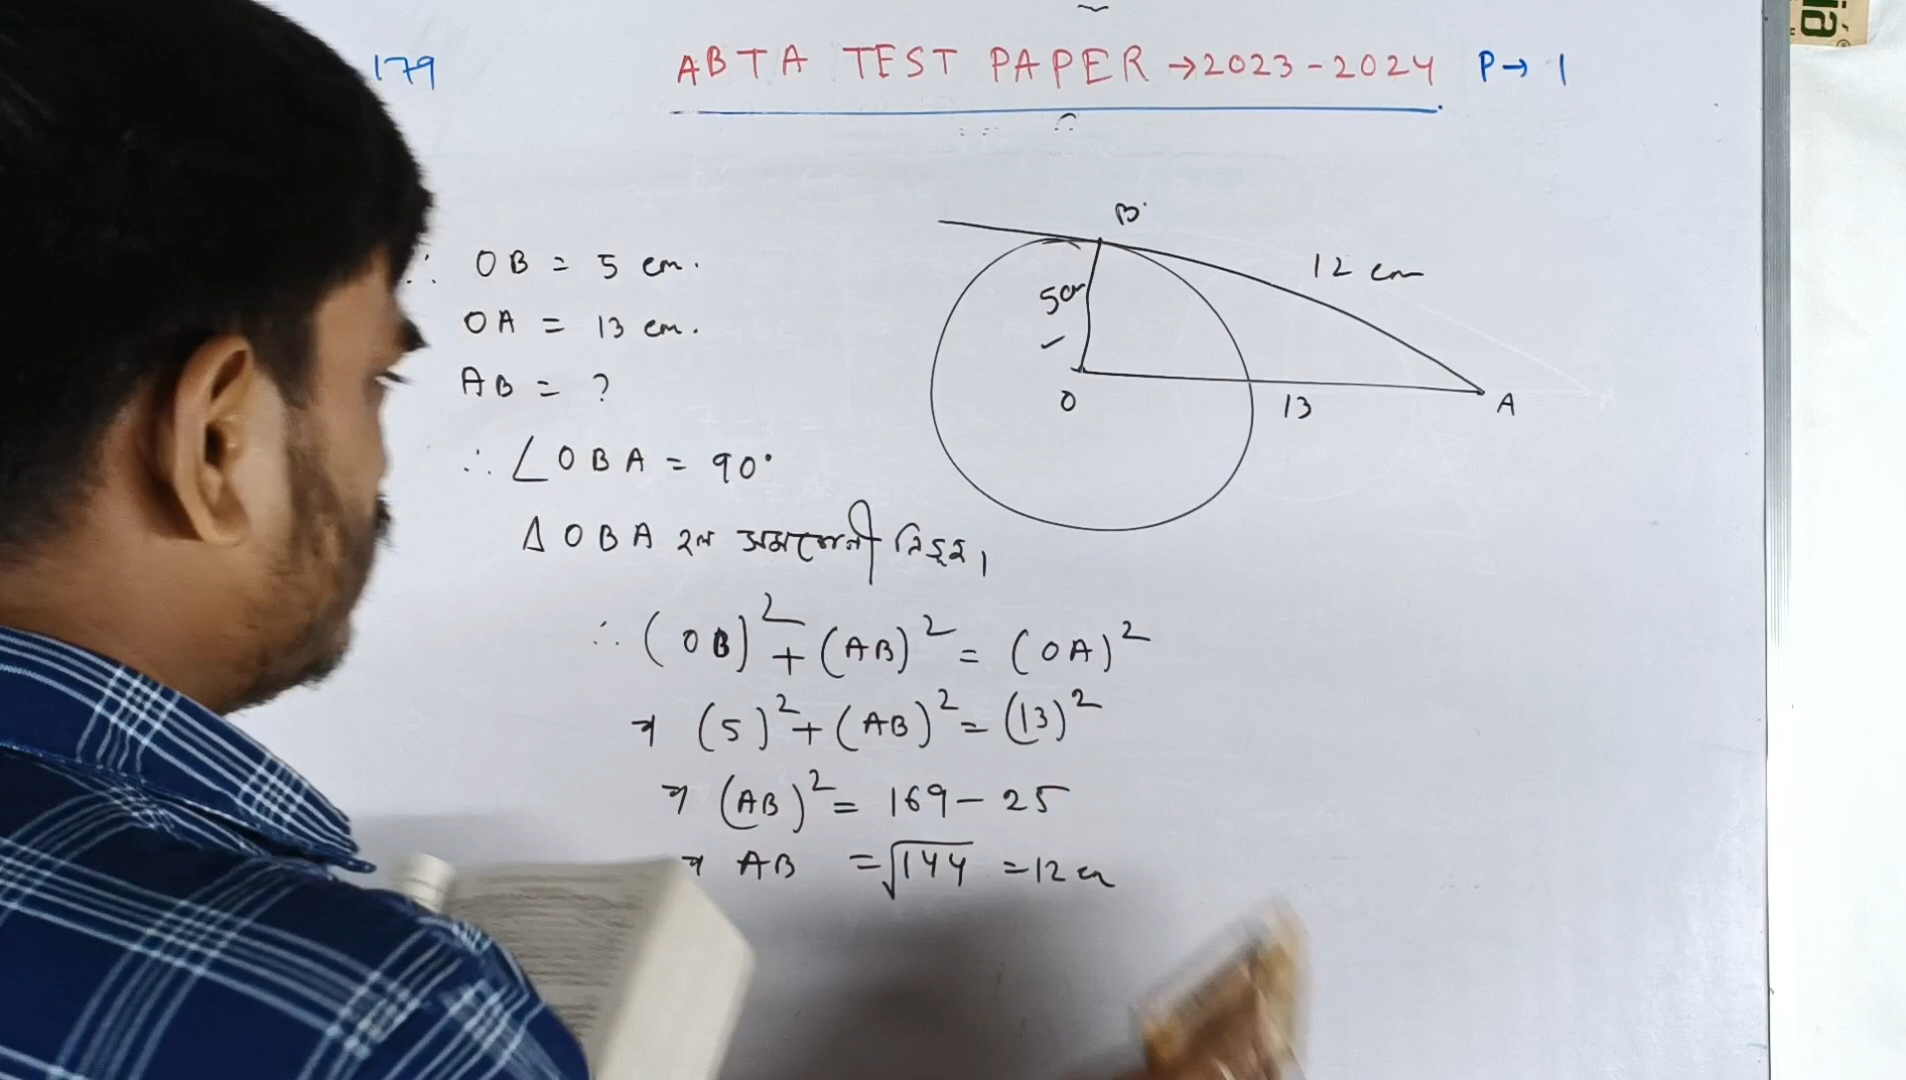 179 ABTA TEST PAPER →2023-2024 P→ 1
∴ OB = 5 cm.
OA = 13 cm.
AB = ?
∴ ∠OBA = 90°
Δ OBA হল সমকোণী ত্রিভুজ।
∴ (OB)² + (AB)² = (OA)²
বা (5)² + (AB)² = (13)²
বা (AB)² = 169 - 25
বা AB = √144 = 12 cm
B
12 cm
5cm
O
13
A